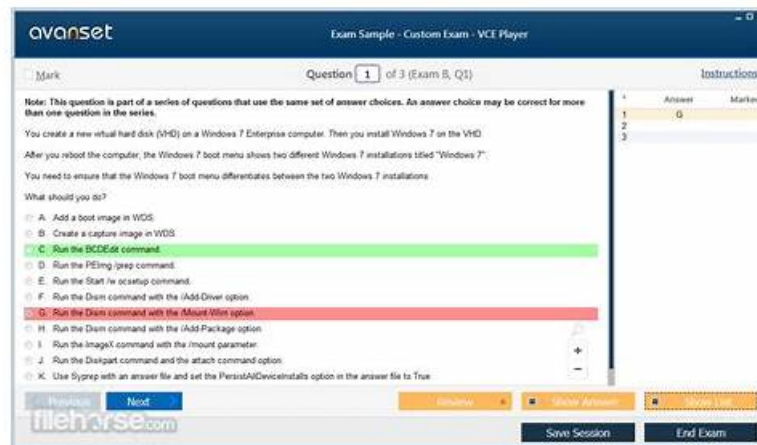 avanset
Exam Sample - Custom Exam - VCE Player
Mark
Question 1 of 3 (Exam B, Q1)
Instructions
Note: This question is part of a series of questions that use the same set of answer choices. An answer choice may be correct for more
than one question in the series.
You create a new virtual hard disk (VHD) on a Windows 7 Enterprise computer. Then you install Windows 7 on the VHD.
After you reboot the computer, the Windows 7 boot menu shows two different Windows 7 installations titled "Windows 7".
You need to ensure that the Windows 7 boot menu differentiates between the two Windows 7 installations
What should you do?
A. Add a boot image in WDS.
B. Create a capture image in WDS.
C. Run the BCDEdit command.
D. Run the PEImg /prep command.
E. Run the Start /w ocsetup command.
F. Run the Dism command with the /Add-Driver option.
G. Run the Dism command with the /Mount-Wim option.
H. Run the Dism command with the /Add-Package option.
I. Run the ImageX command with the /mount parameter.
J. Run the Diskpart command and the attach command option.
K. Use Sysprep with an answer file and set the PersistAllDeviceInstalls option in the answer file to True
* Answer Marked
1 G
2
3
+
-
Previous
Next
Review
Show Answer
Show List
filehorse.com
Save Session
End Exam